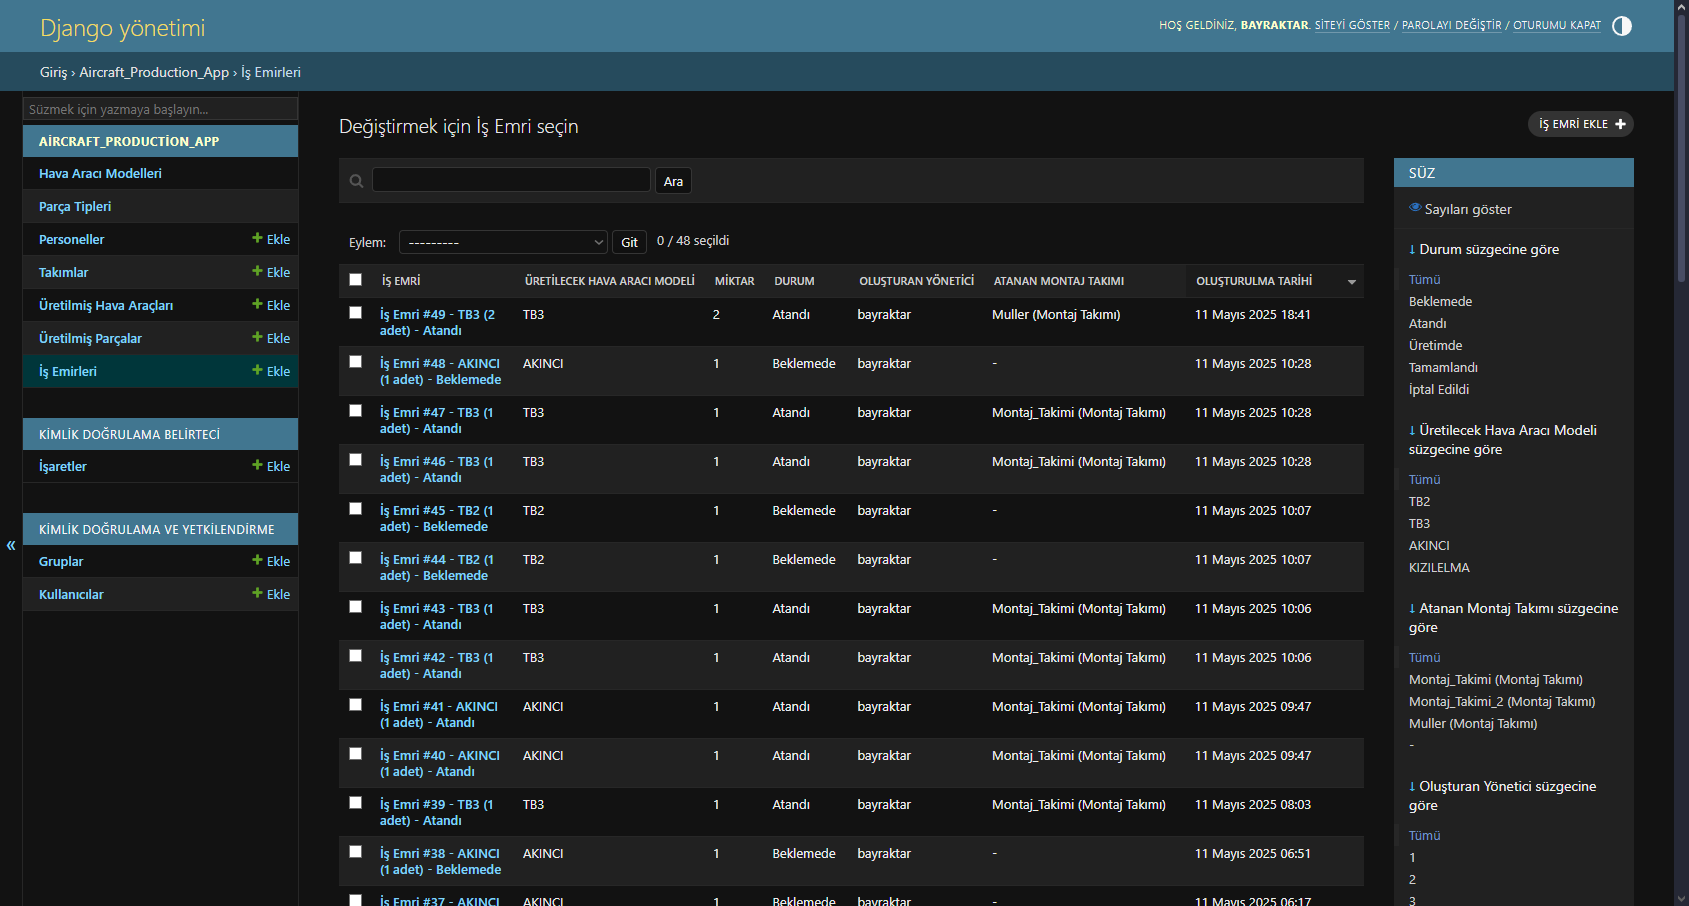 Django yönetimi
HOŞ GELDİNİZ, BAYRAKTAR. SİTEYİ GÖSTER / PAROLAYI DEĞİŞTİR / OTURUMU KAPAT
Giriş › Aircraft_Production_App › İş Emirleri
Süzmek için yazmaya başlayın...
AİRCRAFT_PRODUCTİON_APP
Hava Aracı Modelleri
Parça Tipleri
Personeller + Ekle
Takımlar + Ekle
Üretilmiş Hava Araçları + Ekle
Üretilmiş Parçalar + Ekle
İş Emirleri + Ekle
KİMLİK DOĞRULAMA BELIRTECİ
İşaretler + Ekle
KİMLİK DOĞRULAMA VE YETKİLENDİRME
Gruplar + Ekle
Kullanıcılar + Ekle
«
Değiştirmek için İş Emri seçin
İŞ EMRİ EKLE +
Ara
Eylem: --------- Git 0 / 48 seçildi
İŞ EMRİ ÜRETİLECEK HAVA ARACI MODELİ MİKTAR DURUM OLUŞTURAN YÖNETİCİ ATANAN MONTAJ TAKIMI OLUŞTURULMA TARİHİ
İş Emri #49 - TB3 (2 TB3 2 Atandı bayraktar Muller (Montaj Takımı) 11 Mayıs 2025 18:41
adet) - Atandı
İş Emri #48 - AKINCI AKINCI 1 Beklemede bayraktar - 11 Mayıs 2025 10:28
(1 adet) - Beklemede
İş Emri #47 - TB3 (1 TB3 1 Atandı bayraktar Montaj_Takimi (Montaj Takımı) 11 Mayıs 2025 10:28
adet) - Atandı
İş Emri #46 - TB3 (1 TB3 1 Atandı bayraktar Montaj_Takimi (Montaj Takımı) 11 Mayıs 2025 10:28
adet) - Atandı
İş Emri #45 - TB2 (1 TB2 1 Beklemede bayraktar - 11 Mayıs 2025 10:07
adet) - Beklemede
İş Emri #44 - TB2 (1 TB2 1 Beklemede bayraktar - 11 Mayıs 2025 10:07
adet) - Beklemede
İş Emri #43 - TB3 (1 TB3 1 Atandı bayraktar Montaj_Takimi (Montaj Takımı) 11 Mayıs 2025 10:06
adet) - Atandı
İş Emri #42 - TB3 (1 TB3 1 Atandı bayraktar Montaj_Takimi (Montaj Takımı) 11 Mayıs 2025 10:06
adet) - Atandı
İş Emri #41 - AKINCI AKINCI 1 Atandı bayraktar Montaj_Takimi (Montaj Takımı) 11 Mayıs 2025 09:47
(1 adet) - Atandı
İş Emri #40 - AKINCI AKINCI 1 Atandı bayraktar Montaj_Takimi (Montaj Takımı) 11 Mayıs 2025 09:47
(1 adet) - Atandı
İş Emri #39 - TB3 (1 TB3 1 Atandı bayraktar Montaj_Takimi (Montaj Takımı) 11 Mayıs 2025 08:03
adet) - Atandı
İş Emri #38 - AKINCI AKINCI 1 Beklemede bayraktar - 11 Mayıs 2025 06:51
(1 adet) - Beklemede
İş Emri #37 - AKINCI AKINCI 1 Beklemede bayraktar - 11 Mayıs 2025 06:17
SÜZ
Sayıları göster
↓ Durum süzgecine göre
Tümü
Beklemede
Atandı
Üretimde
Tamamlandı
İptal Edildi
↓ Üretilecek Hava Aracı Modeli
süzgecine göre
Tümü
TB2
TB3
AKINCI
KIZILELMA
↓ Atanan Montaj Takımı süzgecine
göre
Tümü
Montaj_Takimi (Montaj Takımı)
Montaj_Takimi_2 (Montaj Takımı)
Muller (Montaj Takımı)
-
↓ Oluşturan Yönetici süzgecine
göre
Tümü
1
2
3